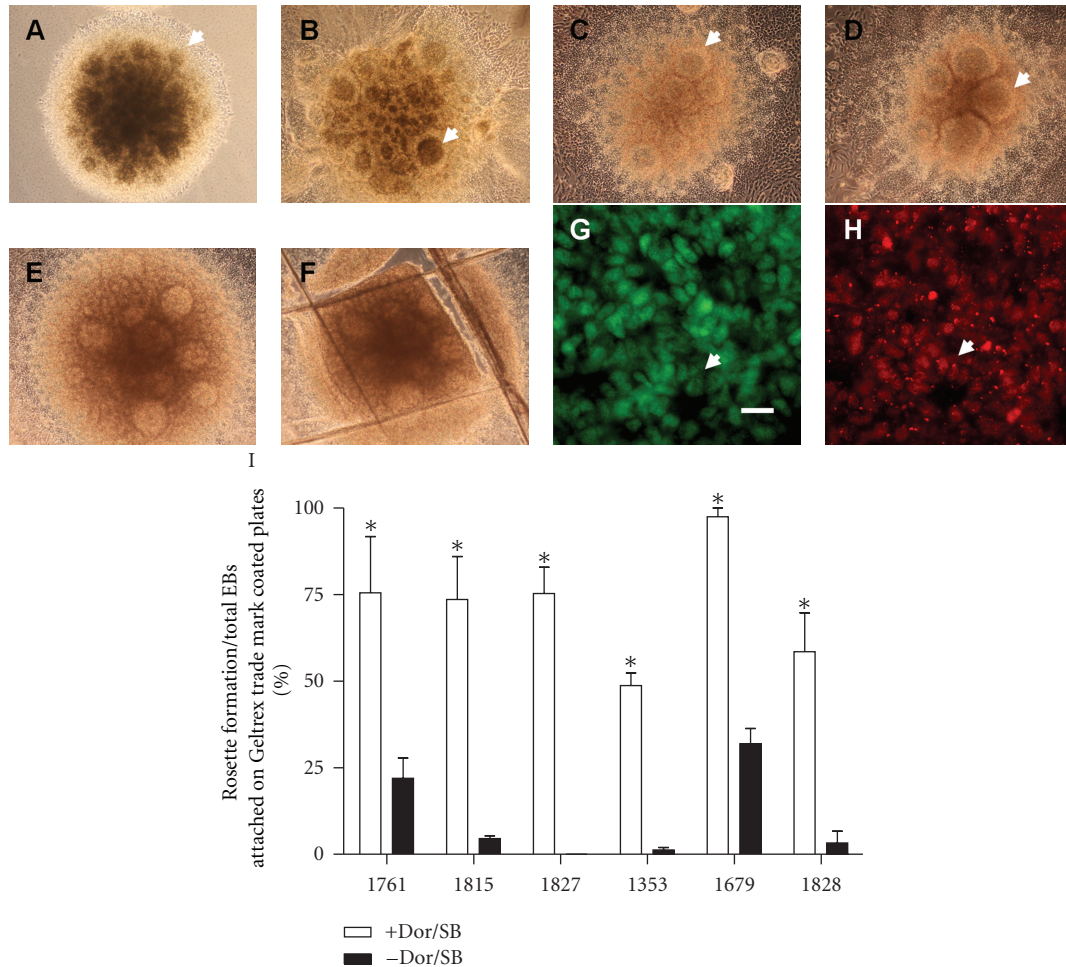 A
B
C
D
E
F
G
H
I
Rosette formation/total EBs
attached on Geltrex trade mark coated plates
(%)
100
75
50
25
0
*
*
*
*
*
*
1761
1815
1827
1353
1679
1828
+Dor/SB
−Dor/SB